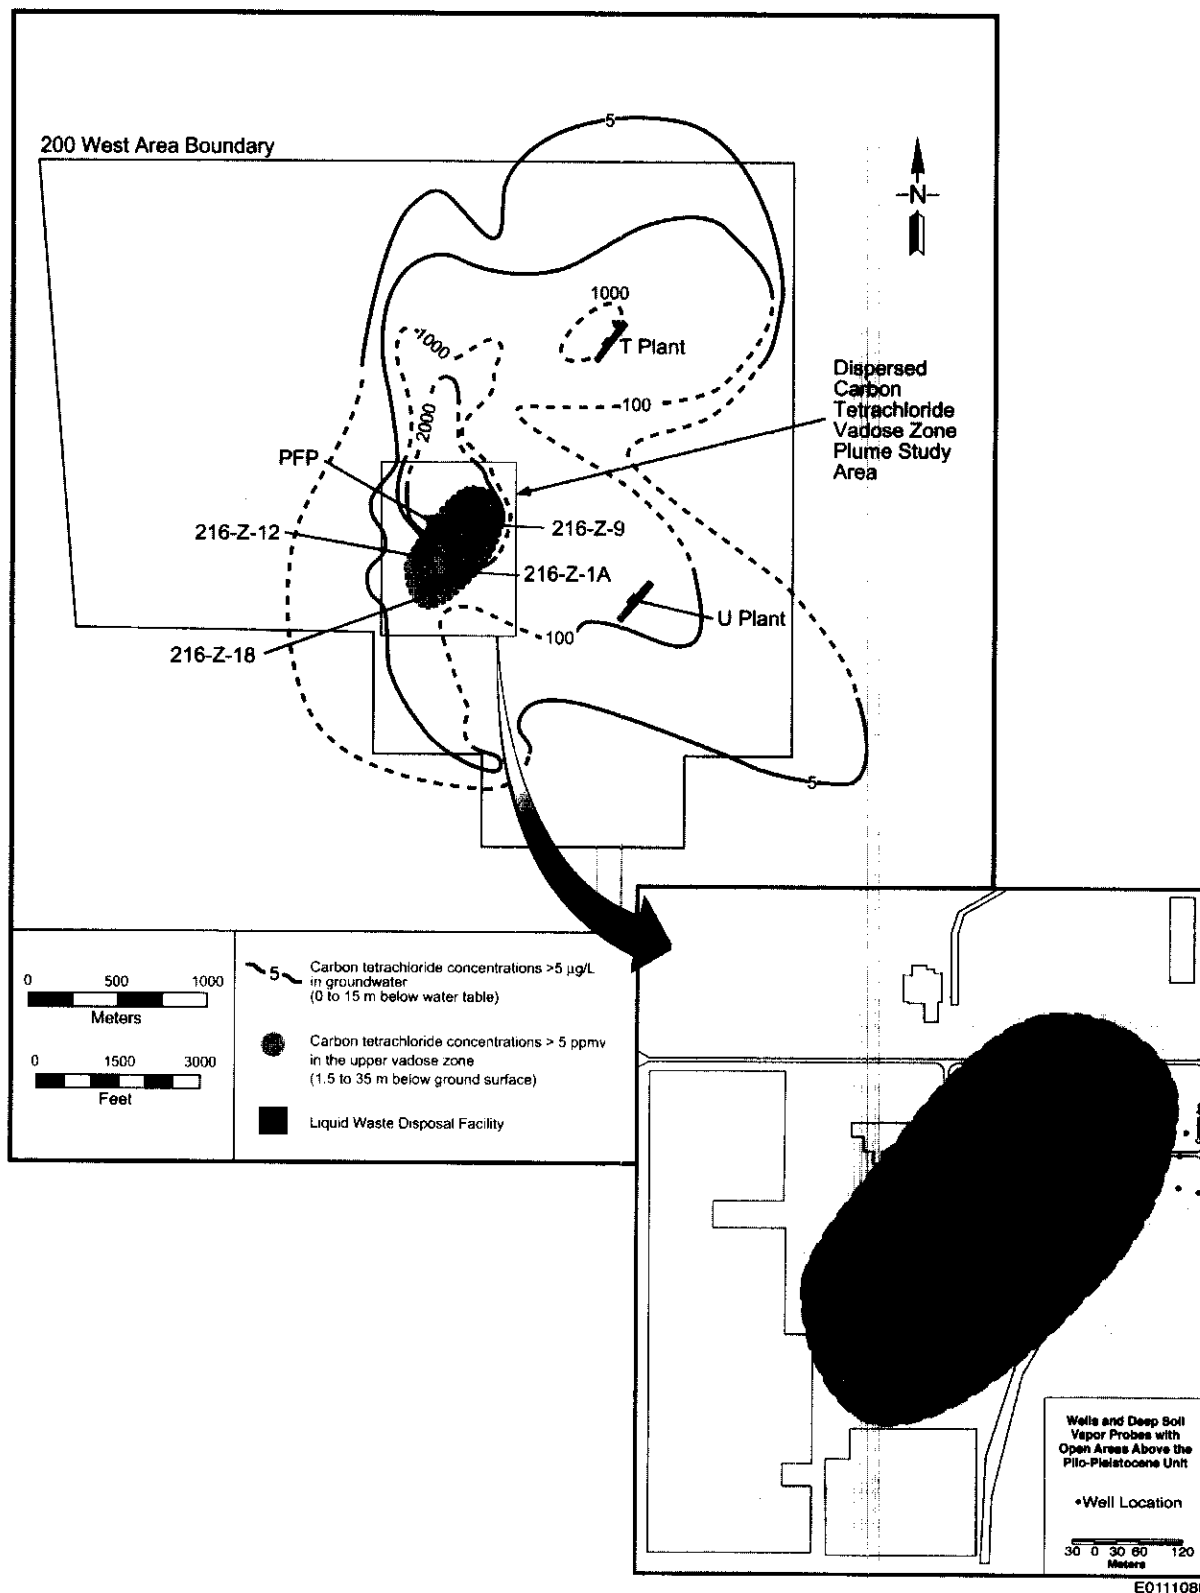 200 West Area Boundary
5
N
1000
T Plant
1000
Dispersed
Carbon
Tetrachloride
Vadose Zone
Plume Study
Area
100
2000
PFP
216-Z-12
216-Z-9
216-Z-1A
U Plant
100
216-Z-18
5
0 500 1000
Meters
0 1500 3000
Feet
5
Carbon tetrachloride concentrations >5 µg/L
in groundwater
(0 to 15 m below water table)
Carbon tetrachloride concentrations > 5 ppmv
in the upper vadose zone
(1.5 to 35 m below ground surface)
Liquid Waste Disposal Facility
Wells and Deep Soil
Vapor Probes with
Open Areas Above the
Plio-Pleistocene Unit
•Well Location
30 0 30 60 120
Meters
E011108